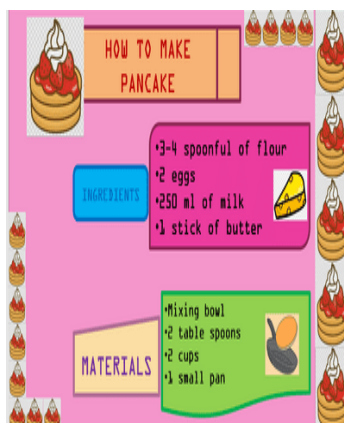 HOW TO MAKE
PANCAKE
INGREDIENTS
•3-4 spoonful of flour
•2 eggs
•250 ml of milk
•1 stick of butter
MATERIALS
•Mixing bowl
•2 table spoons
•2 cups
•1 small pan